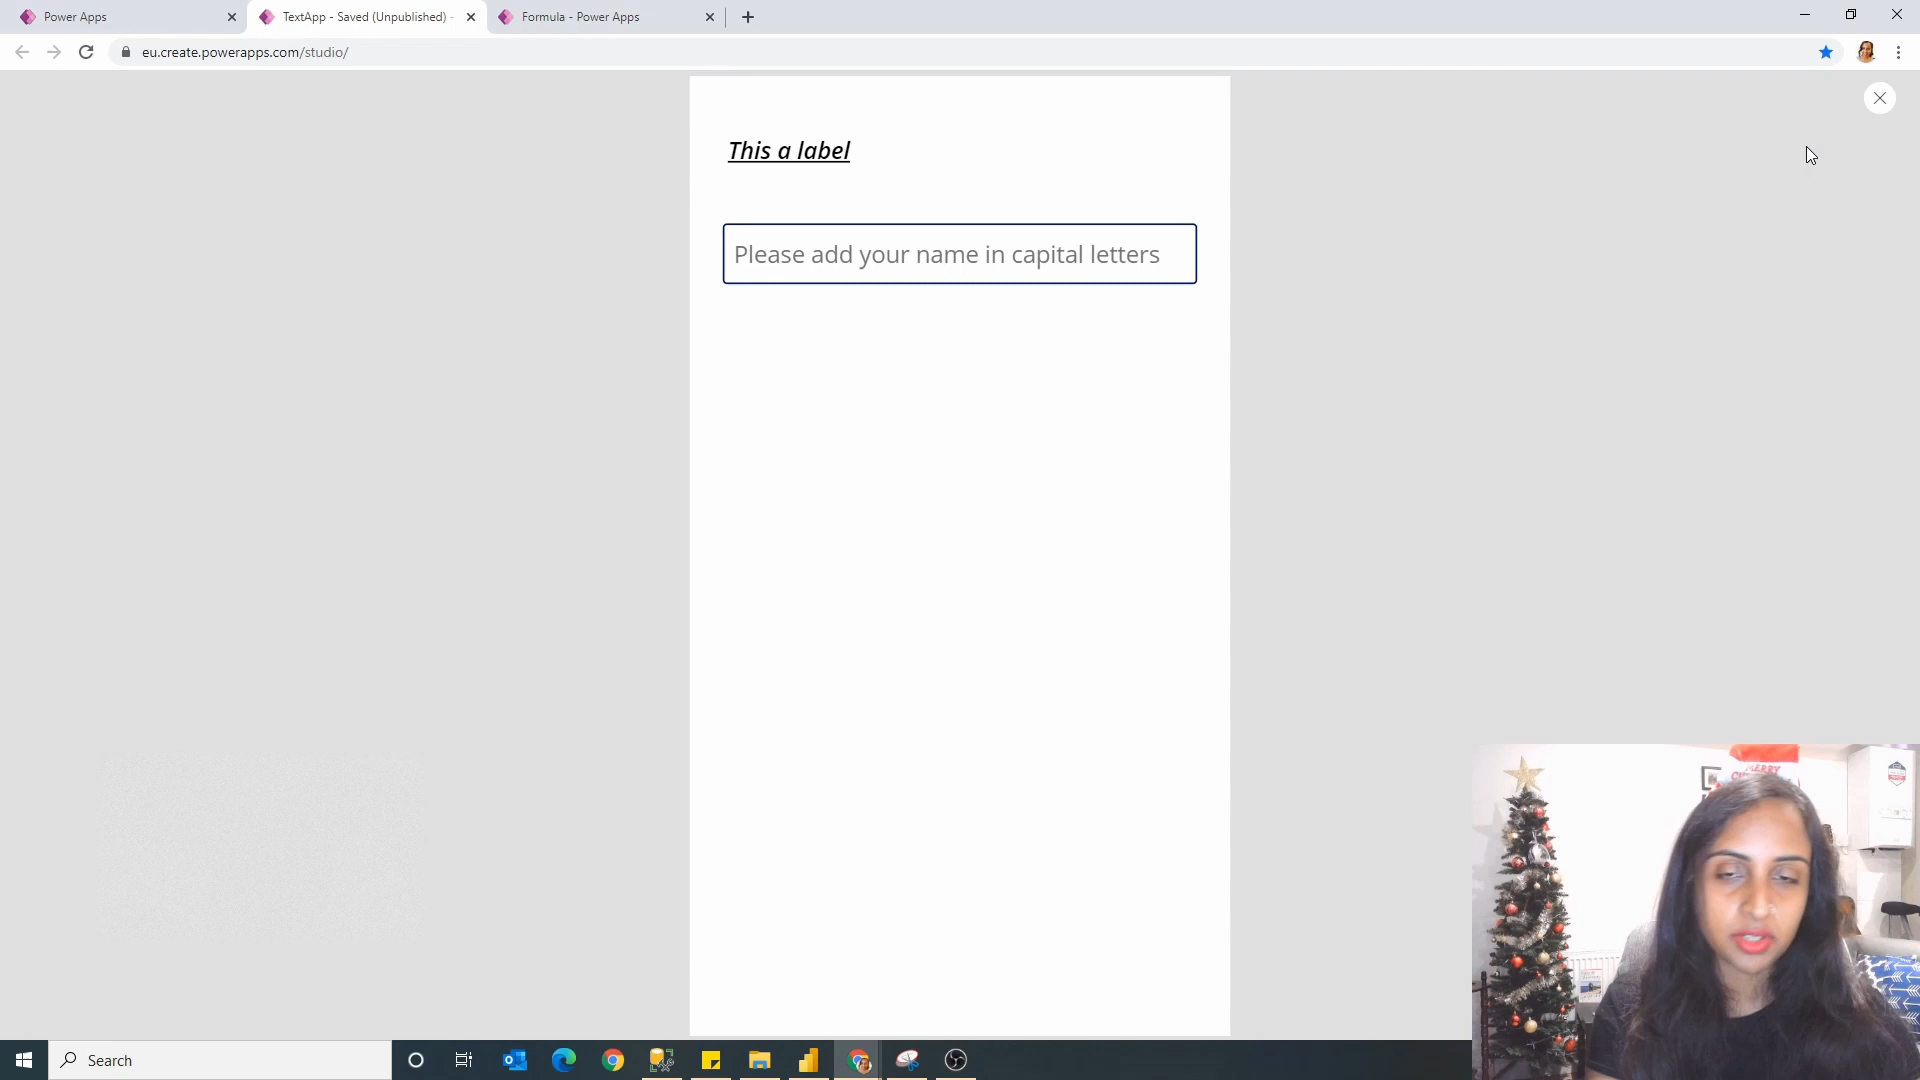 Power Apps
TextApp - Saved (Unpublished) -
Formula - Power Apps
eu.create.powerapps.com/studio/
This a label
Please add your name in capital letters
MERRY
Search